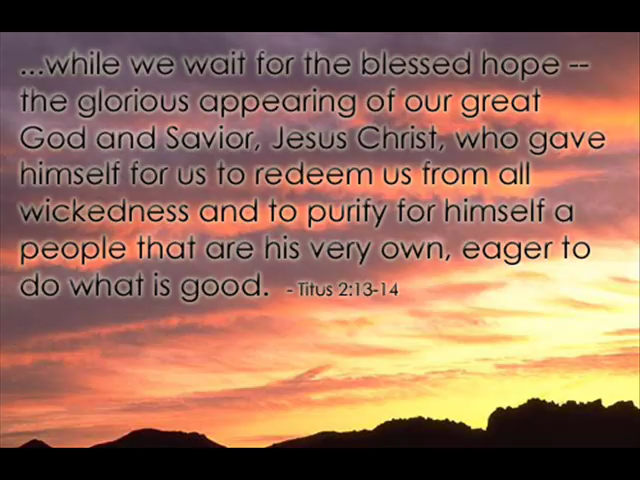 ...while we wait for the blessed hope --
the glorious appearing of our great
God and Savior, Jesus Christ, who gave
himself for us to redeem us from all
wickedness and to purify for himself a
people that are his very own, eager to
do what is good. - Titus 2:13-14